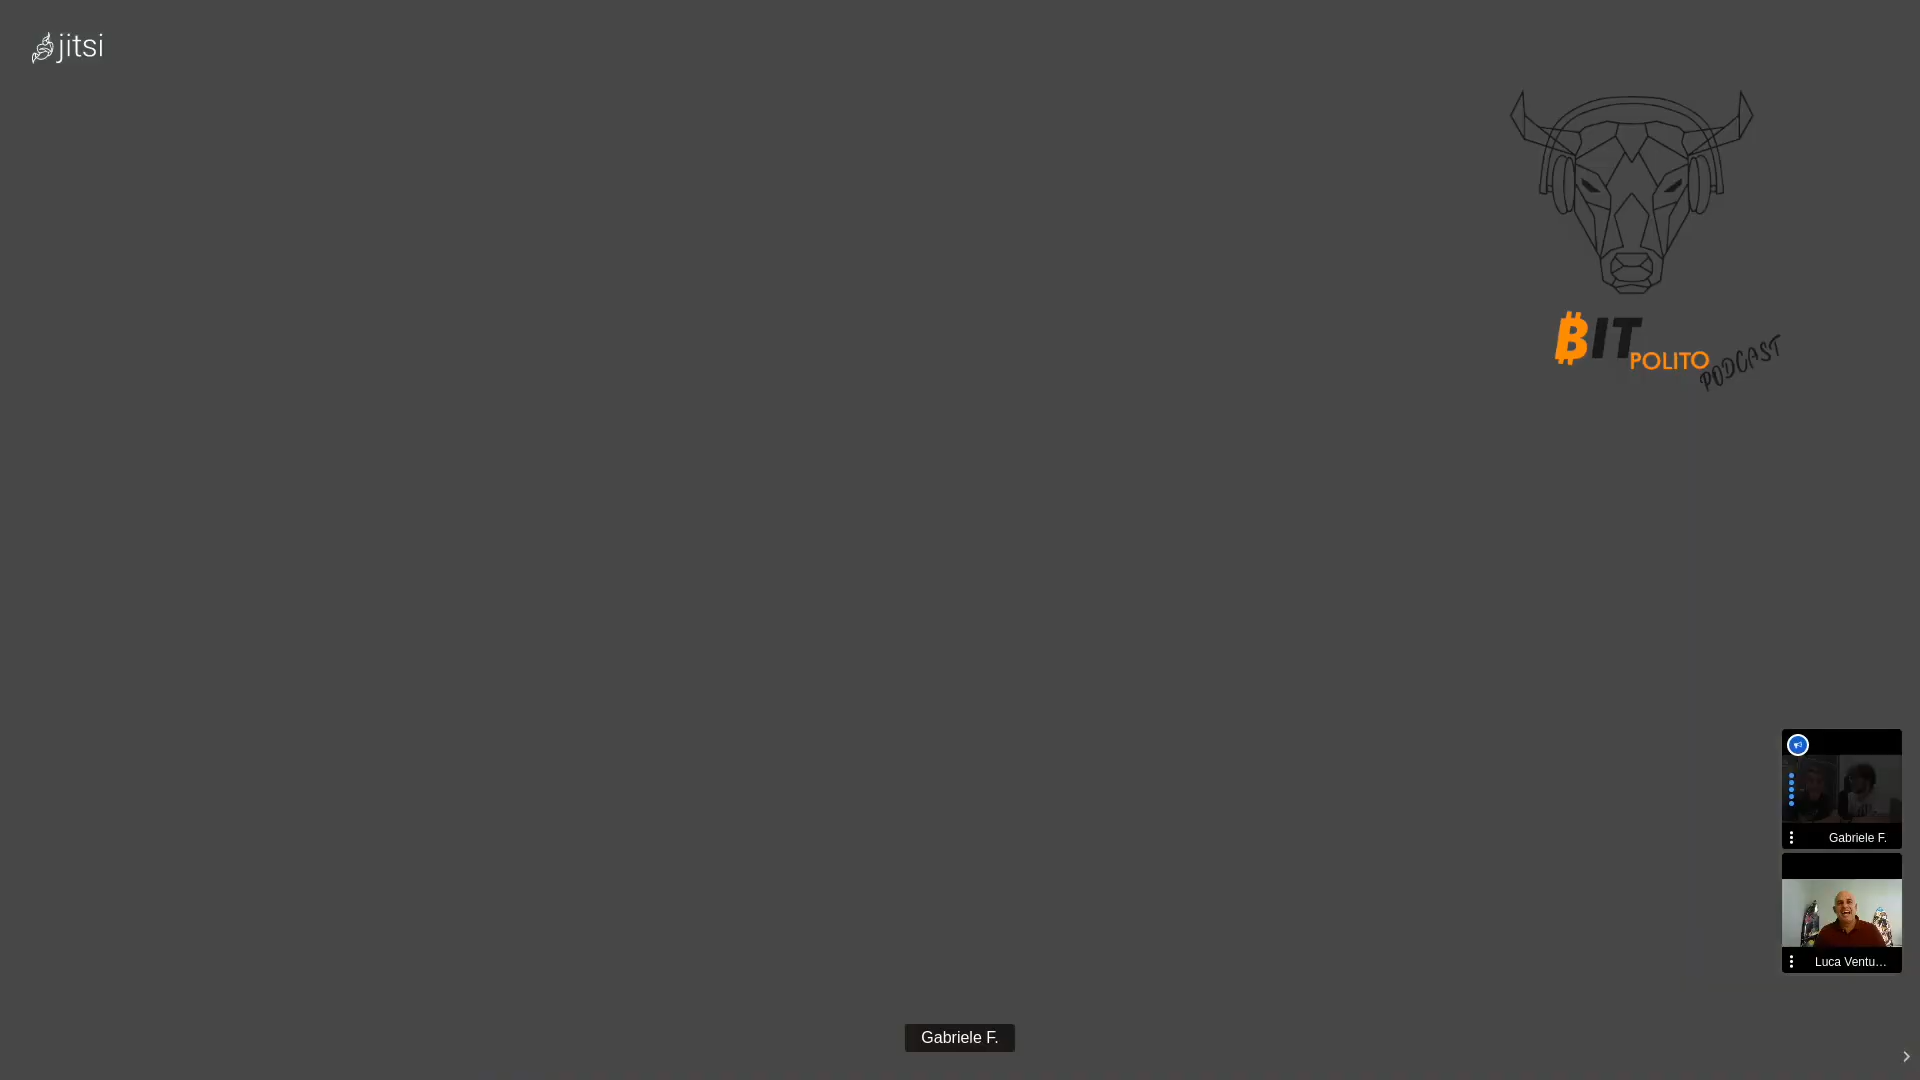 jitsi
BIT
POLITO
PODCAST
Gabriele F.
Luca Ventu…
Gabriele F.